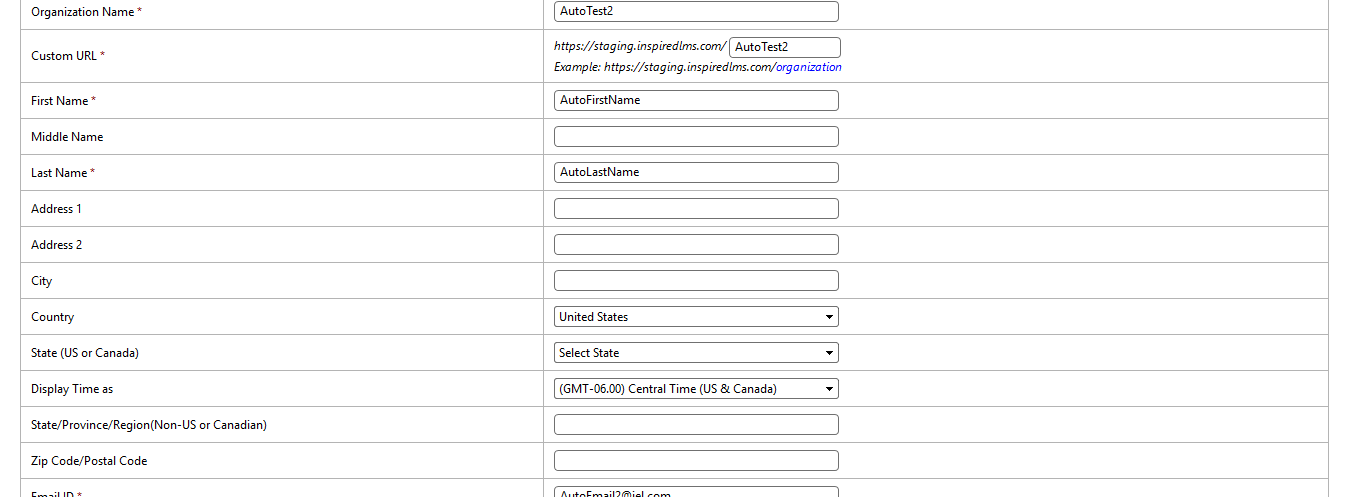 Organization Name * AutoTest2
https://staging.inspiredlms.com/ AutoTest2
Custom URL *
Example: https://staging.inspiredlms.com/organization
First Name * AutoFirstName
Middle Name
Last Name * AutoLastName
Address 1
Address 2
City
Country United States
State (US or Canada) Select State
Display Time as (GMT-06.00) Central Time (US & Canada)
State/Province/Region(Non-US or Canadian)
Zip Code/Postal Code
Email ID * AutoEmail2@iel.com